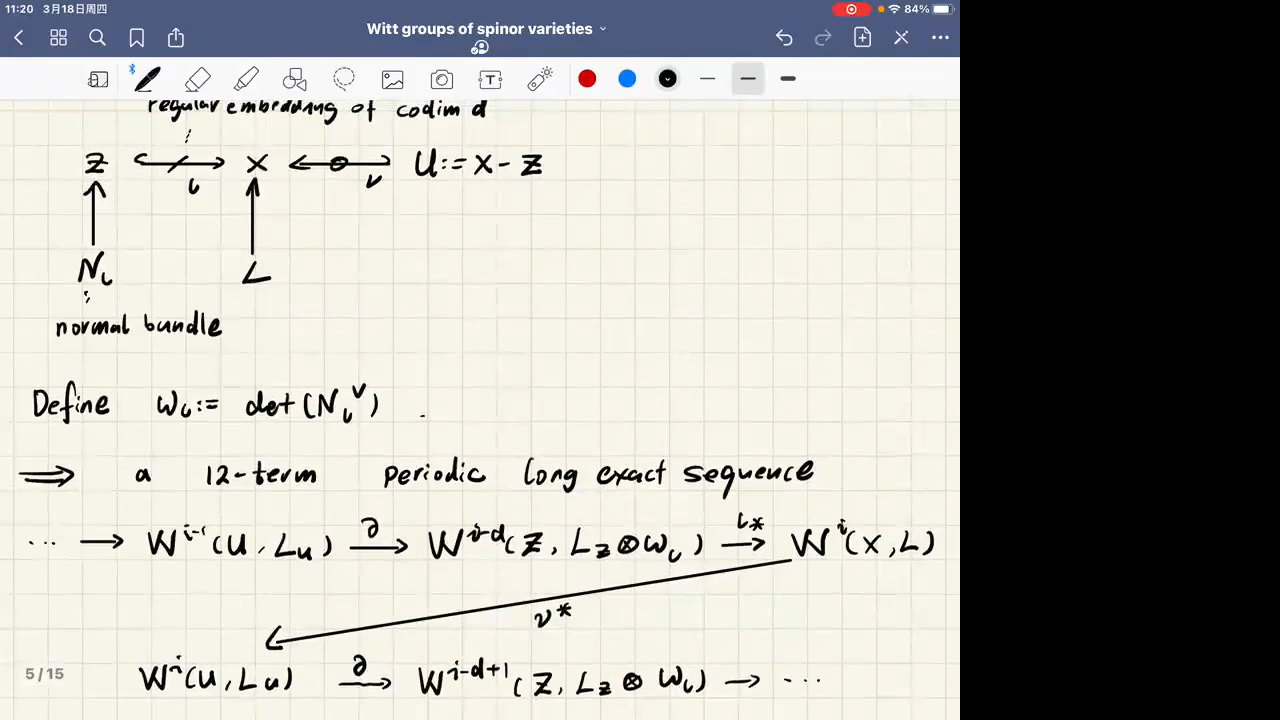 11:20 3月18日周四 84%
Witt groups of spinor varieties
regular embedding of codim d
Z ↪ X ↩ U := X - Z
ι υ
N_ι L
normal bundle
Define ω_ι := det(N_ι^∨)
⟹ a 12-term periodic long exact sequence
··· → W^{i-1}(U, L_U) —∂→ W^{i-d}(Z, L_Z ⊗ ω_ι) —ι_*→ W^i(X, L)
υ^*
5 / 15 W^i(U, L_U) —∂→ W^{i-d+1}(Z, L_Z ⊗ ω_ι) → ···